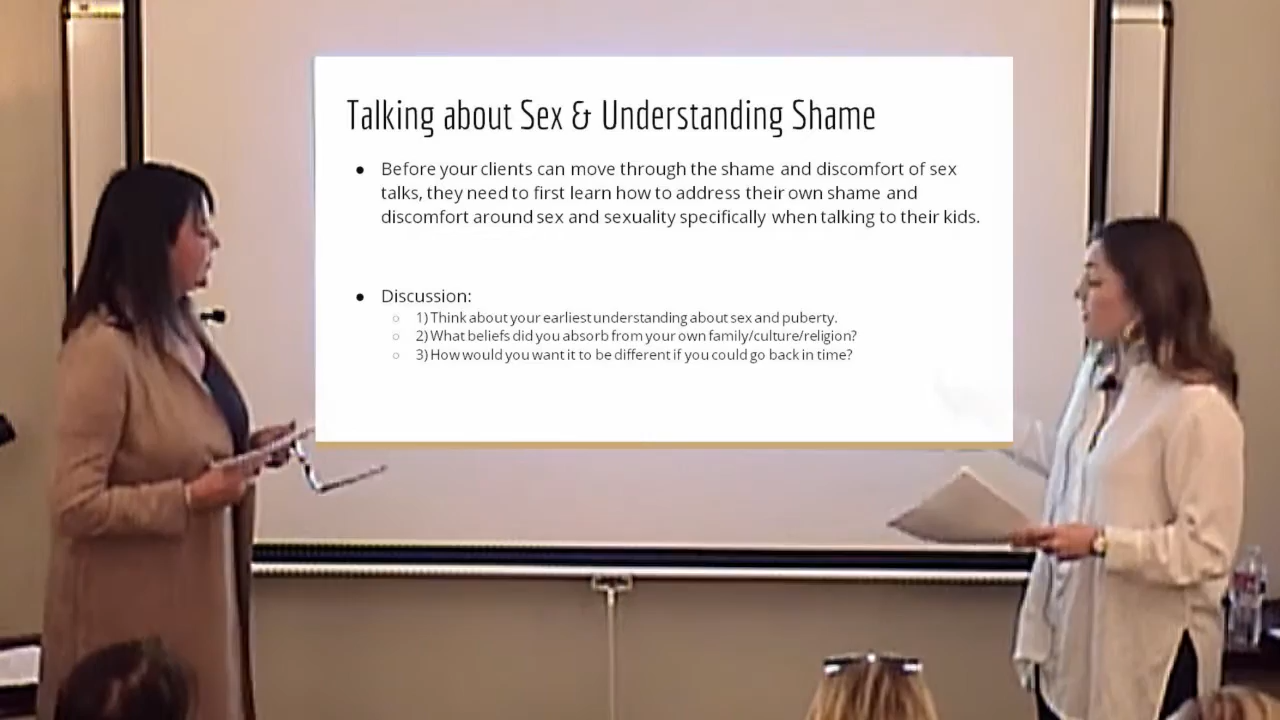 Talking about Sex & Understanding Shame
● Before your clients can move through the shame and discomfort of sex
talks, they need to first learn how to address their own shame and
discomfort around sex and sexuality specifically when talking to their kids.
● Discussion:
○ 1) Think about your earliest understanding about sex and puberty.
○ 2) What beliefs did you absorb from your own family/culture/religion?
○ 3) How would you want it to be different if you could go back in time?